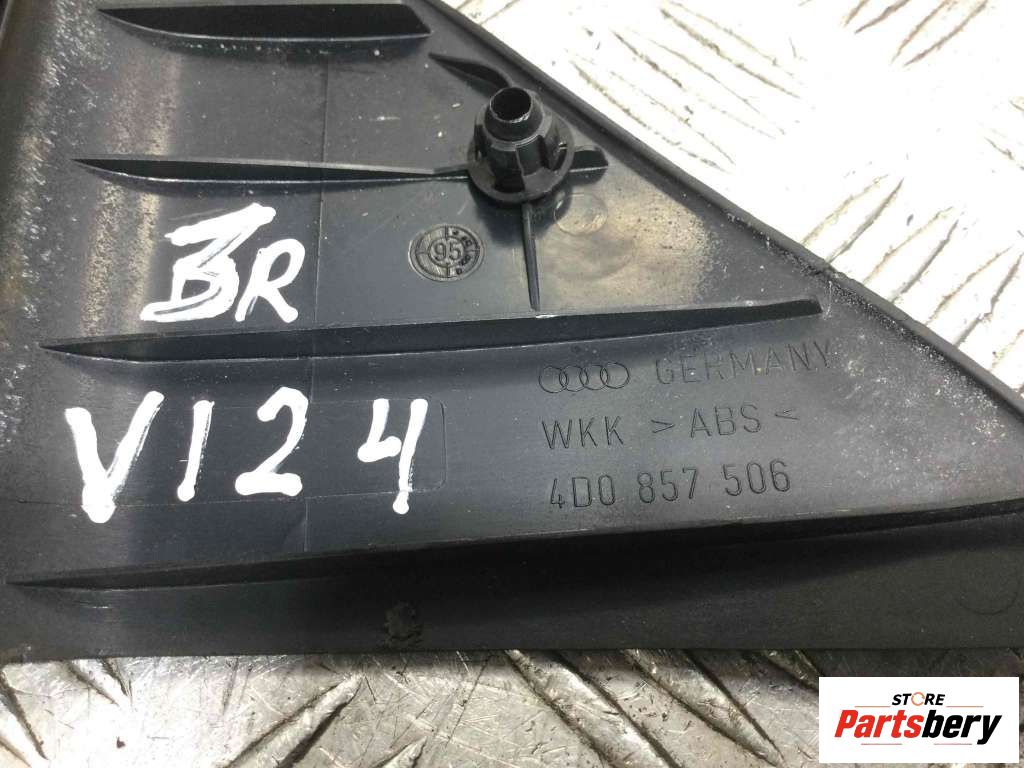 95
BR
GERMANY
V124
WKK >ABS<
4D0 857 506
STORE
Partsbery